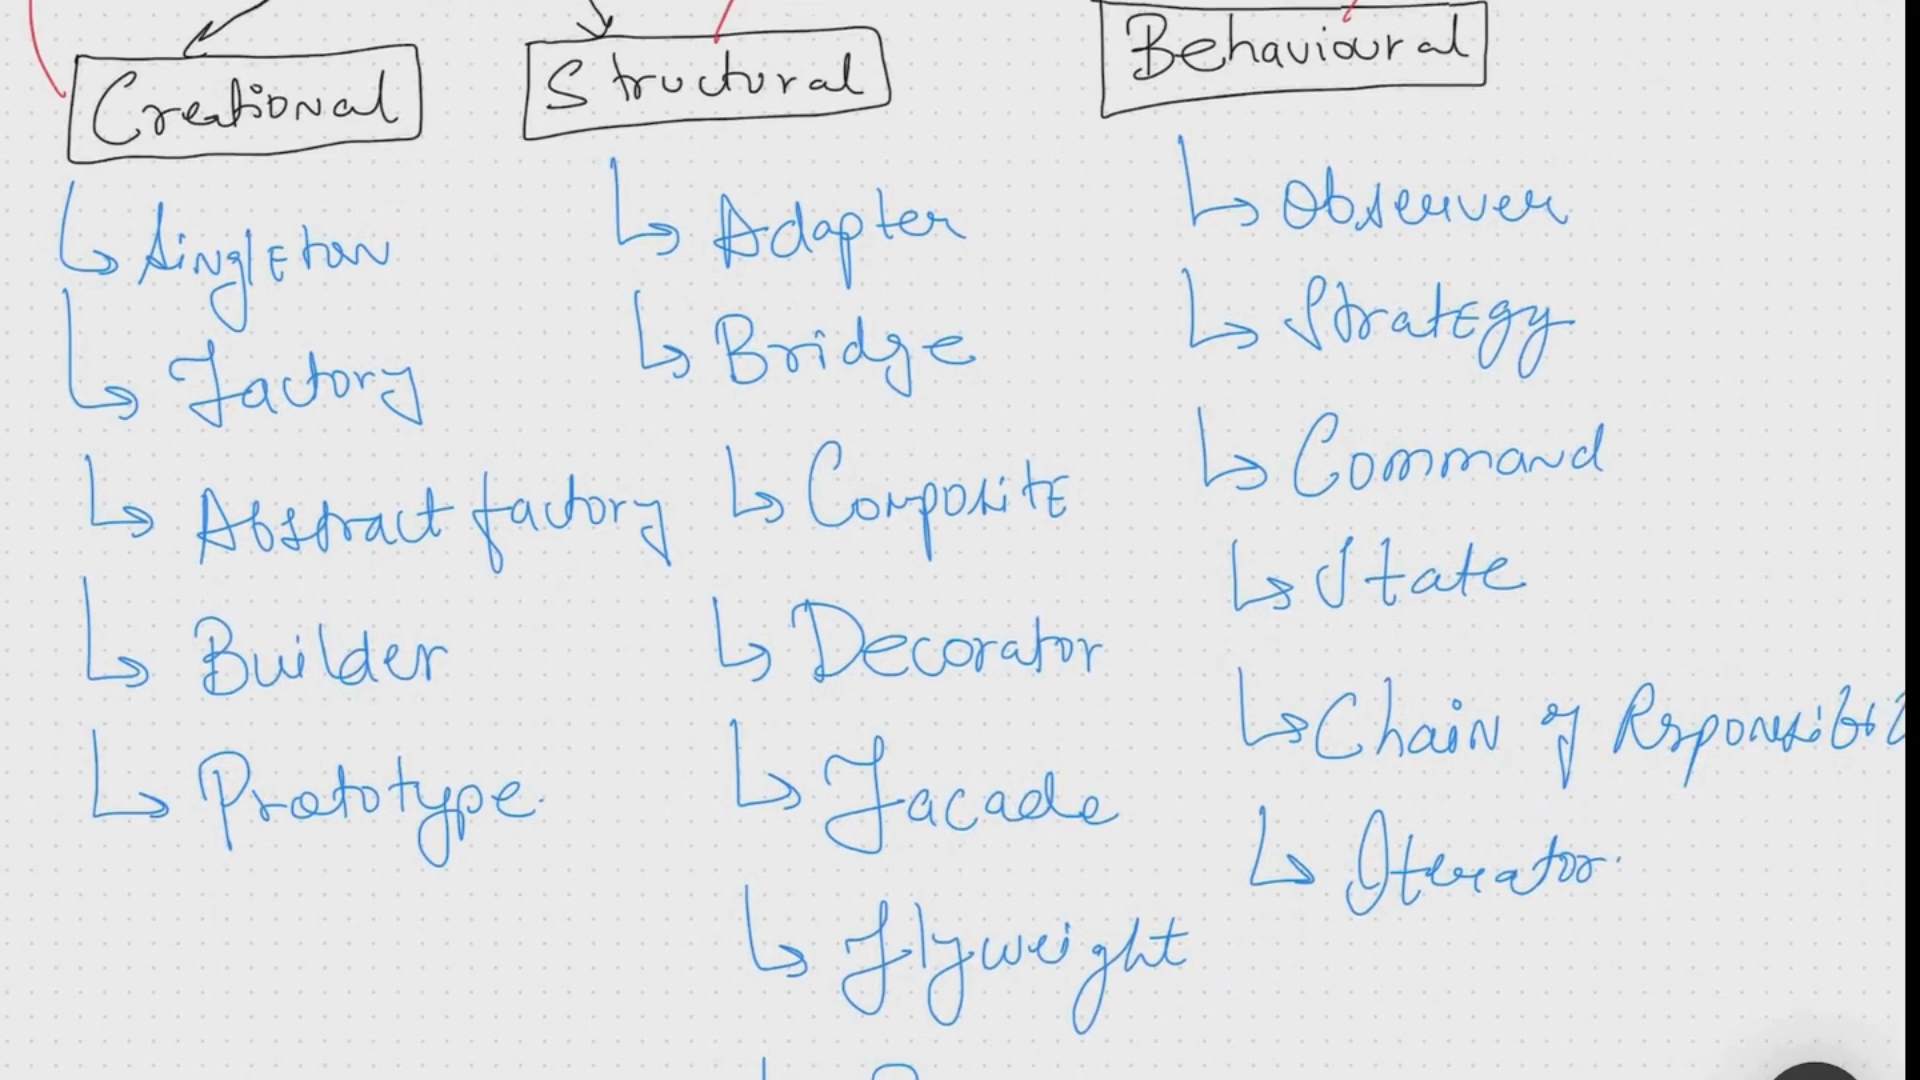 Creational
Singleton
Factory
Abstract factory
Builder
Prototype
Structural
Adapter
Bridge
Composite
Decorator
Facade
Flyweight
Behavioural
Observer
Strategy
Command
State
Chain of
Iterator